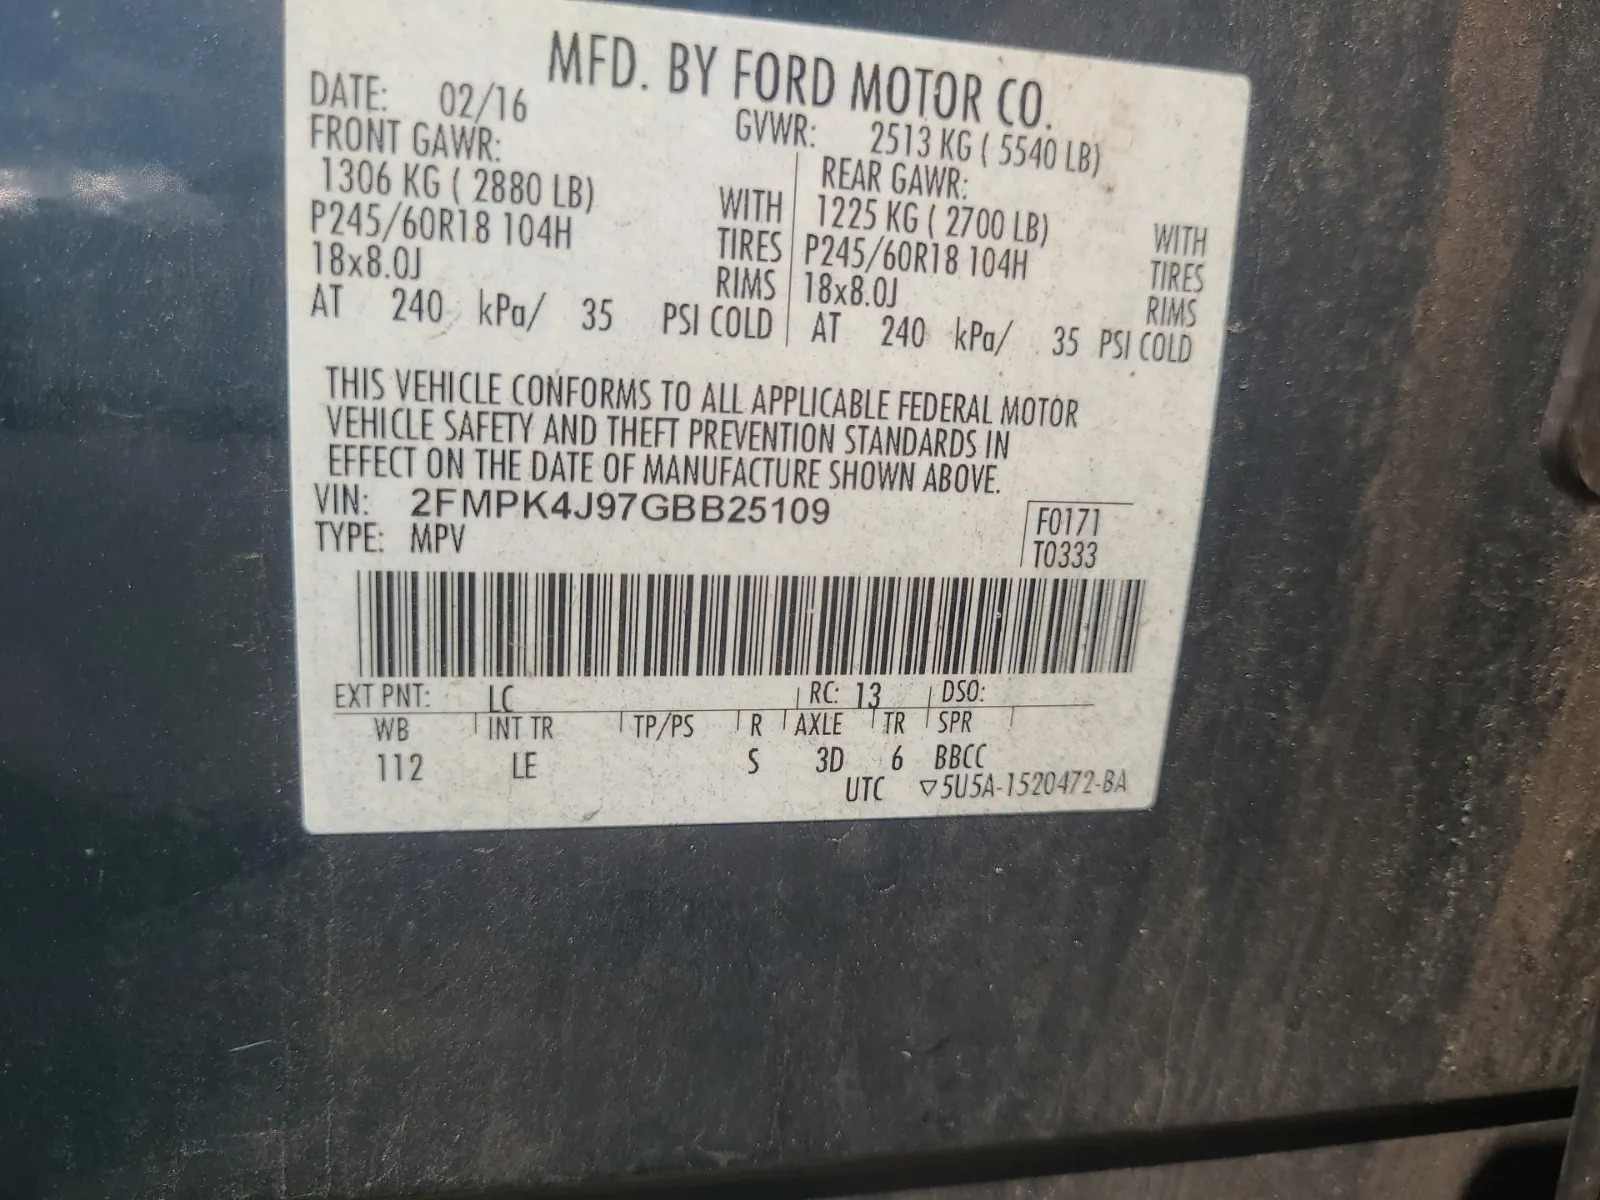 MFD. BY FORD MOTOR CO.
DATE: 02/16 GVWR: 2513 KG ( 5540 LB)
FRONT GAWR: REAR GAWR:
1306 KG ( 2880 LB) WITH 1225 KG ( 2700 LB) WITH
P245/60R18 104H TIRES P245/60R18 104H TIRES
18x8.0J RIMS 18x8.0J RIMS
AT 240 kPa/ 35 PSI COLD AT 240 kPa/ 35 PSI COLD
THIS VEHICLE CONFORMS TO ALL APPLICABLE FEDERAL MOTOR
VEHICLE SAFETY AND THEFT PREVENTION STANDARDS IN
EFFECT ON THE DATE OF MANUFACTURE SHOWN ABOVE.
VIN: 2FMPK4J97GBB25109 F0171
TYPE: MPV T0333
EXT PNT: LC RC: 13 DSO:
WB INT TR TP/PS R AXLE TR SPR
112 LE S 3D 6 BBCC
UTC ▽5U5A-1520472-BA